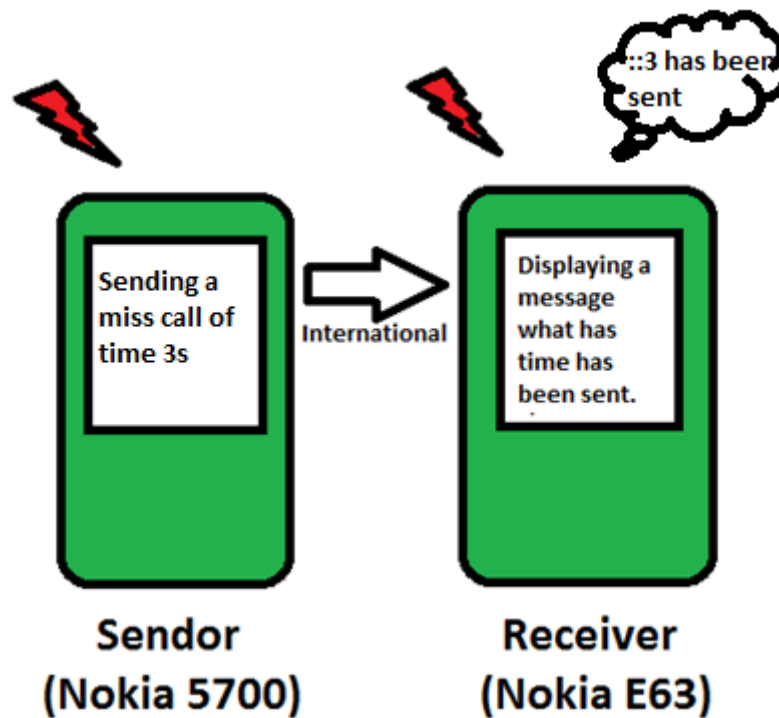 ::3 has been
sent
Sending a
miss call of
time 3s
International
Displaying a
message
what has
time has
been sent.
Sendor
(Nokia 5700)
Receiver
(Nokia E63)